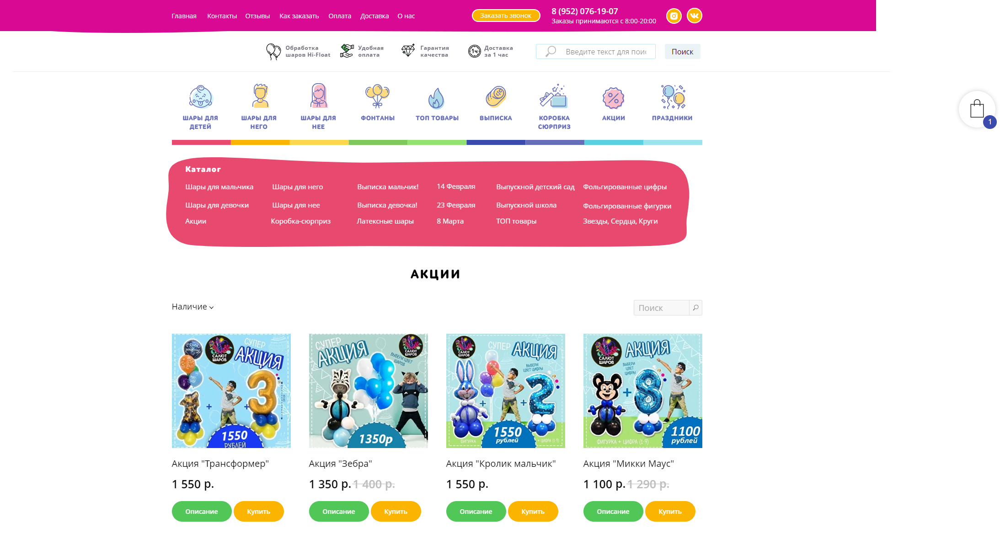 Главная Контакты Отзывы Как заказать Оплата Доставка О нас
Заказать звонок
8 (952) 076-19-07
Заказы принимаются с 8:00-20:00
Обработка
шаров Hi-Float
Удобная
оплата
Гарантия
качества
1ч
Доставка
за 1 час
Введите текст для
Поиск
ШАРЫ ДЛЯ
ДЕТЕЙ
ШАРЫ ДЛЯ
НЕГО
ШАРЫ ДЛЯ
НЕЕ
ФОНТАНЫ
ТОП ТОВАРЫ
ВЫПИСКА
КОРОБКА
СЮРПРИЗ
АКЦИИ
ПРАЗДНИКИ
1
Каталог
Шары для мальчика Шары для него Выписка мальчик! 14 Февраля Выпускной детский сад Фольгированные цифры
Шары для девочки Шары для нее Выписка девочка! 23 Февраля Выпускной школа Фольгированные фигурки
Акции Коробка-сюрприз Латексные шары 8 Марта ТОП товары Звезды, Сердца, Круги
АКЦИИ
Наличие
Поиск
САЛЮТ
ШАРОВ
СУПЕР
АКЦИЯ
+
+
3
1550
РУБЛЕЙ
СУПЕР
АКЦИЯ
САЛЮТ
ШАРОВ
ВЫБЕРИ ЦВЕТ
ШАРОВ
1350р
САЛЮТ
ШАРОВ
СУПЕР
АКЦИЯ
ВЫБЕРИ
ЦВЕТ ЦИФРЫ
+
+
2
1550
рублей
ФИГУРКА
+ ЦИФРА (1-9)
САЛЮТ
ШАРОВ
АКЦИЯ
ВЫБЕРИ
ЦВЕТ
ЦИФРЫ
+
8
1100
рублей
ФИГУРКА + ЦИФРА (1-9)
Акция "Трансформер"
1 550 р.
Описание Купить
Акция "Зебра"
1 350 р. 1 400 р.
Описание Купить
Акция "Кролик мальчик"
1 550 р.
Описание Купить
Акция "Микки Маус"
1 100 р. 1 290 р.
Описание Купить